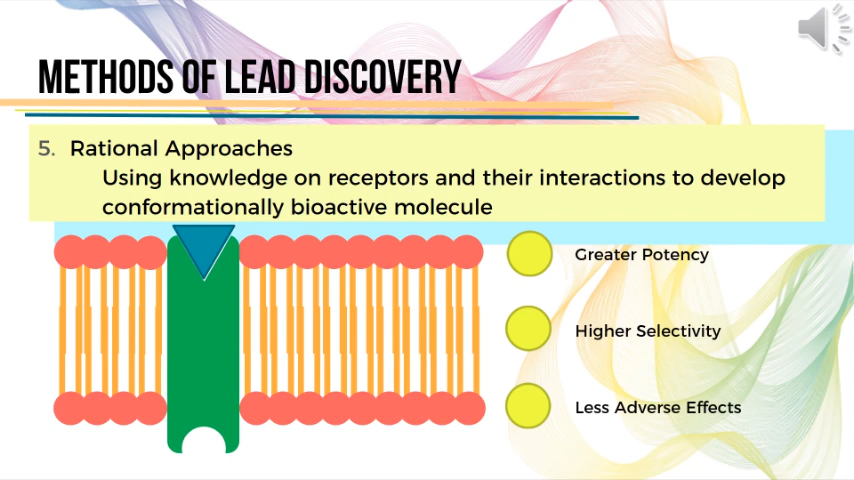 METHODS OF LEAD DISCOVERY
5. Rational Approaches
Using knowledge on receptors and their interactions to develop
conformationally bioactive molecule
Greater Potency
Higher Selectivity
Less Adverse Effects